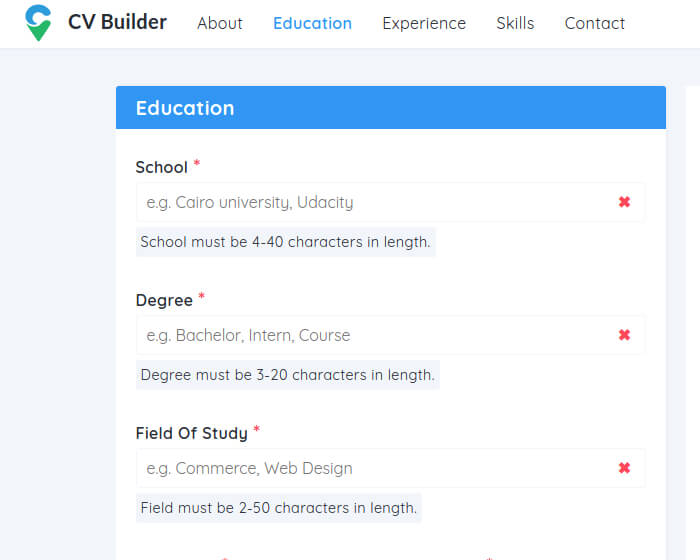 CV Builder About Education Experience Skills Contact
Education
School *
e.g. Cairo university, Udacity ✖
School must be 4-40 characters in length.
Degree *
e.g. Bachelor, Intern, Course ✖
Degree must be 3-20 characters in length.
Field Of Study *
e.g. Commerce, Web Design ✖
Field must be 2-50 characters in length.